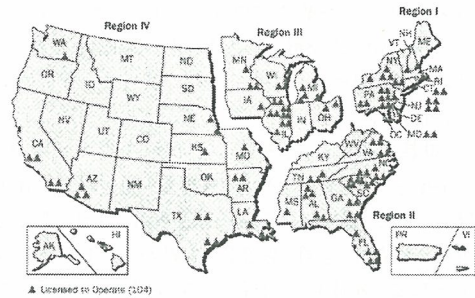 Region I
Region IV
Region III
NH
VT
ME
WA
MT
ND
MN
WI
NY
MA
RI
CT
OR
ID
SD
MI
PA
NJ
WY
IA
OH
DE
NV
NE
IL
IN
DC
MD
UT
CO
KS
MO
WV
VA
CA
KY
NC
AZ
NM
OK
AR
TN
SC
MS
AL
GA
TX
LA
Region II
FL
HI
AK
PR
VI
Licensed to Operate (104)